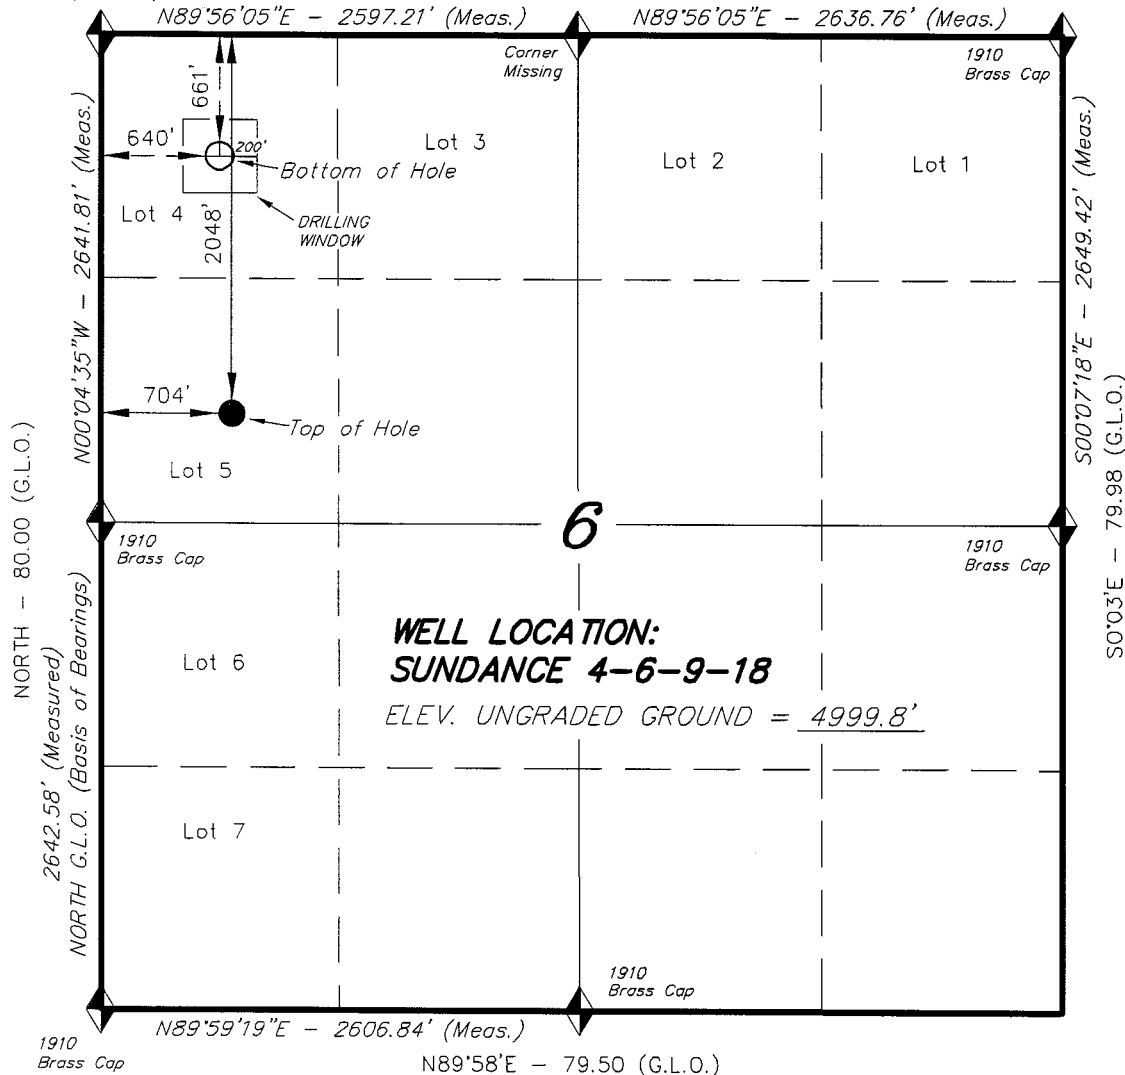 N89°56'05"E - 2597.21' (Meas.)
N89°56'05"E - 2636.76' (Meas.)
Corner
Missing
1910
Brass Cap
661'
640'
200'
Bottom of Hole
Lot 3
Lot 2
Lot 1
Lot 4
DRILLING
WINDOW
2048'
N00°04'35"W - 2641.81' (Meas.)
S00°07'18"E - 2649.42' (Meas.)
704'
Top of Hole
Lot 5
NORTH - 80.00 (G.L.O.)
S0°03'E - 79.98 (G.L.O.)
6
1910
Brass Cap
1910
Brass Cap
WELL LOCATION:
SUNDANCE 4-6-9-18
ELEV. UNGRADED GROUND = 4999.8'
Lot 6
2642.58' (Measured)
NORTH G.L.O. (Basis of Bearings)
Lot 7
1910
Brass Cap
N89°59'19"E - 2606.84' (Meas.)
1910
Brass Cap
N89°58'E - 79.50 (G.L.O.)